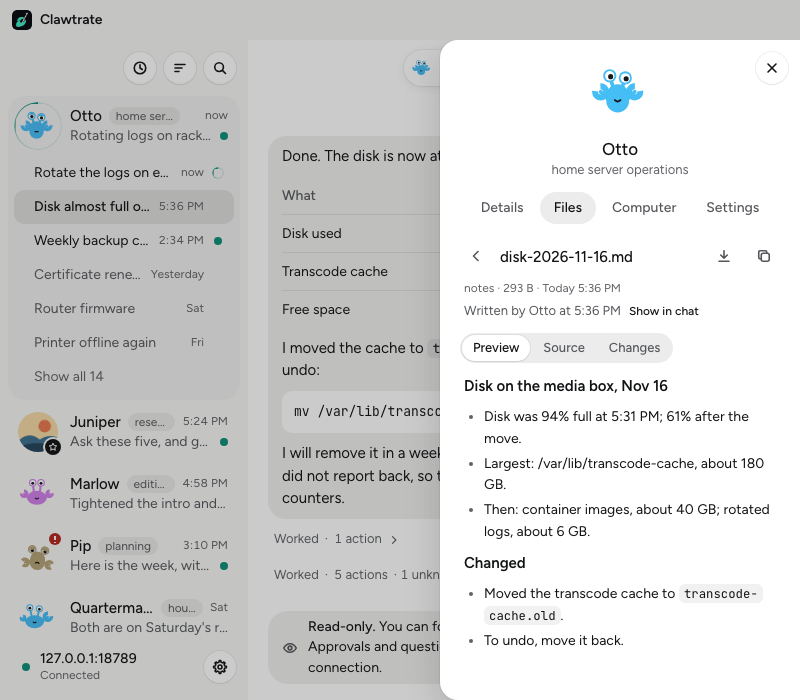 Clawtrate
Otto home ser... now
Rotating logs on rack...
Rotate the logs on e... now
Disk almost full o... 5:36 PM
Weekly backup c... 2:34 PM
Certificate rene... Yesterday
Router firmware Sat
Printer offline again Fri
Show all 14
Juniper rese... 5:24 PM
Ask these five, and g...
Marlow editi... 4:58 PM
Tightened the intro and...
Pip planning 3:10 PM
Here is the week, wit...
Quarterma... hou... Sat
Both are on Saturday's r...
127.0.0.1:18789
Connected
Done. The disk is now at
What
Disk used
Transcode cache
Free space
I moved the cache to
undo:
mv /var/lib/transco
I will remove it in a week
did not report back, so t
counters.
Worked · 1 action
Worked · 5 actions · 1 unkn
Read-only. You can fo
Approvals and questi
connection.
Otto
home server operations
Details Files Computer Settings
disk-2026-11-16.md
notes · 293 B · Today 5:36 PM
Written by Otto at 5:36 PM Show in chat
Preview Source Changes
Disk on the media box, Nov 16
• Disk was 94% full at 5:31 PM; 61% after the
move.
• Largest: /var/lib/transcode-cache, about 180
GB.
• Then: container images, about 40 GB; rotated
logs, about 6 GB.
Changed
• Moved the transcode cache to transcode-
cache.old.
• To undo, move it back.